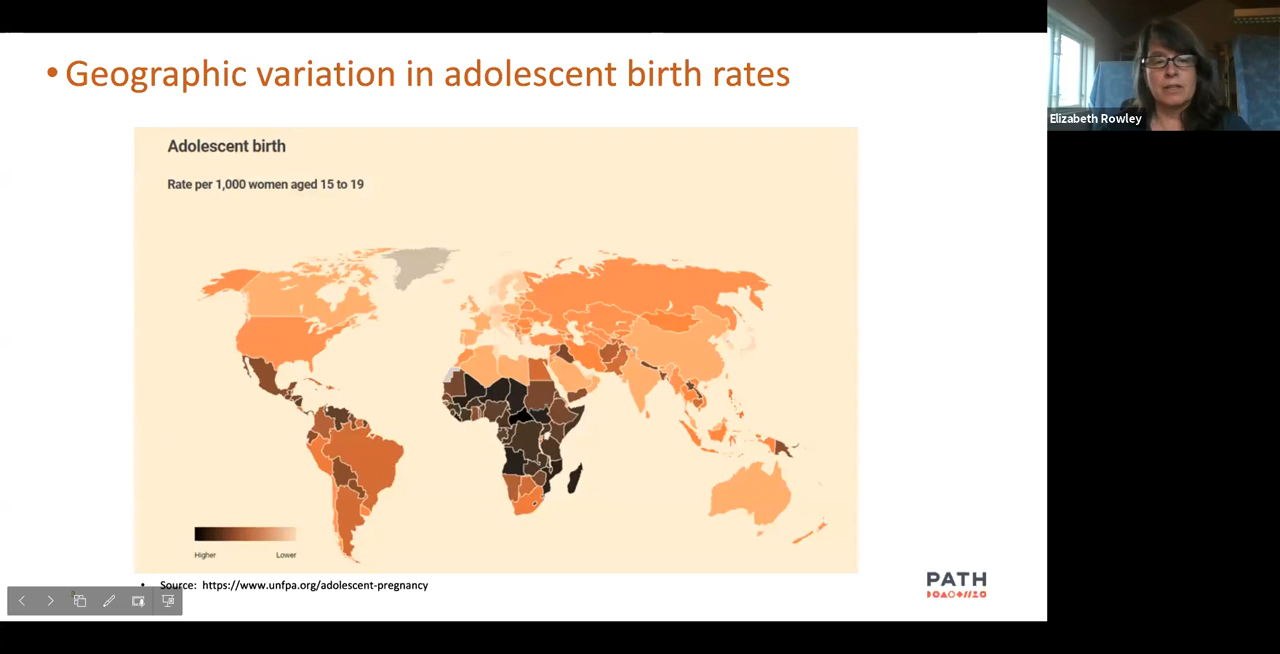 • Geographic variation in adolescent birth rates
Elizabeth Rowley
Adolescent birth
Rate per 1,000 women aged 15 to 19
Higher Lower
• Source: https://www.unfpa.org/adolescent-pregnancy
PATH